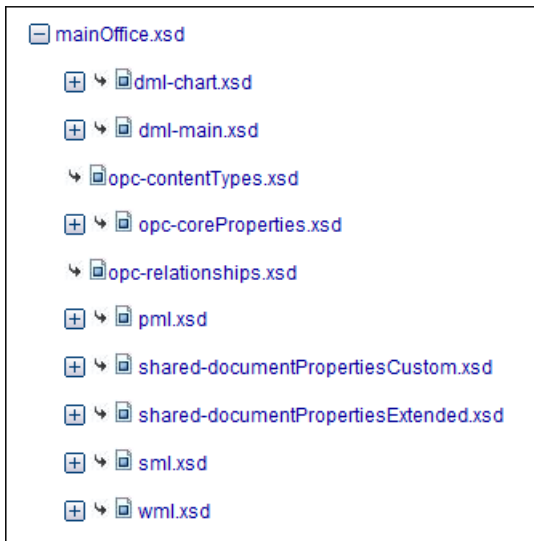 mainOffice.xsd
dml-chart.xsd
dml-main.xsd
opc-contentTypes.xsd
opc-coreProperties.xsd
opc-relationships.xsd
pml.xsd
shared-documentPropertiesCustom.xsd
shared-documentPropertiesExtended.xsd
sml.xsd
wml.xsd